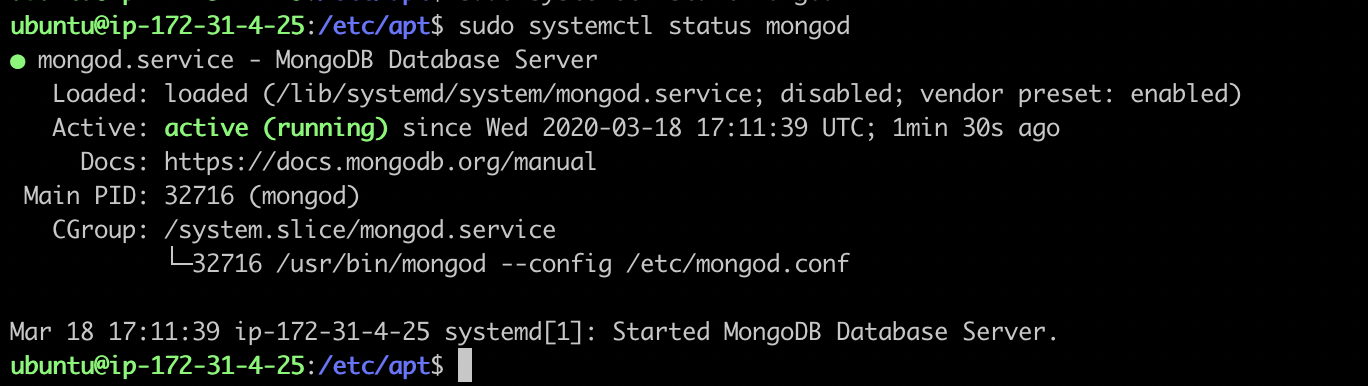 ubuntu@ip-172-31-4-25:/etc/apt$ sudo systemctl status mongod
● mongod.service - MongoDB Database Server
   Loaded: loaded (/lib/systemd/system/mongod.service; disabled; vendor preset: enabled)
   Active: active (running) since Wed 2020-03-18 17:11:39 UTC; 1min 30s ago
     Docs: https://docs.mongodb.org/manual
 Main PID: 32716 (mongod)
   CGroup: /system.slice/mongod.service
           └─32716 /usr/bin/mongod --config /etc/mongod.conf
Mar 18 17:11:39 ip-172-31-4-25 systemd[1]: Started MongoDB Database Server.
ubuntu@ip-172-31-4-25:/etc/apt$